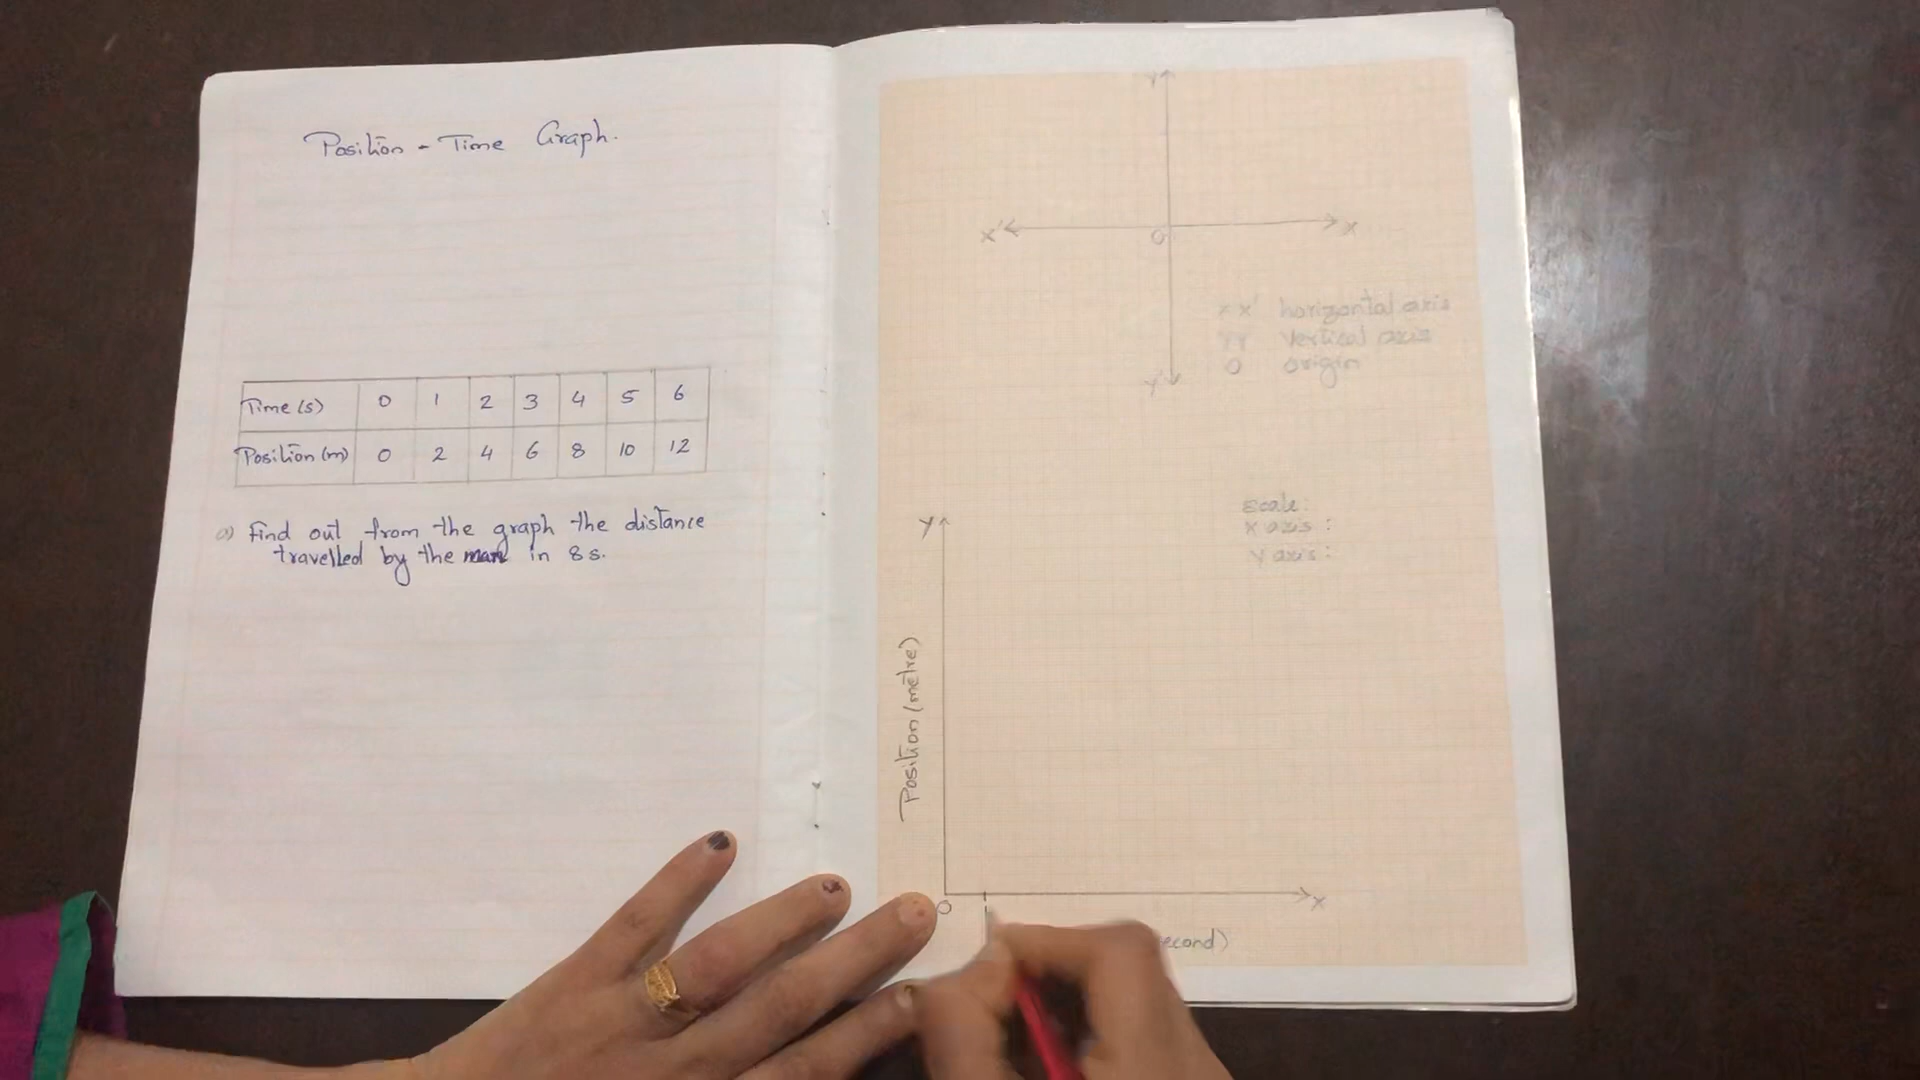 Position - Time Graph.
Time (s) 0 1 2 3 4 5 6
Position (m) 0 2 4 6 8 10 12
a) Find out from the graph the distance
travelled by the man in 8 s.
Y
X' O X
Y'
X X' horizontal axis
YY' vertical axis
O origin
Scale:
X axis :
Y axis :
Y
Position (metre)
O X
econd)